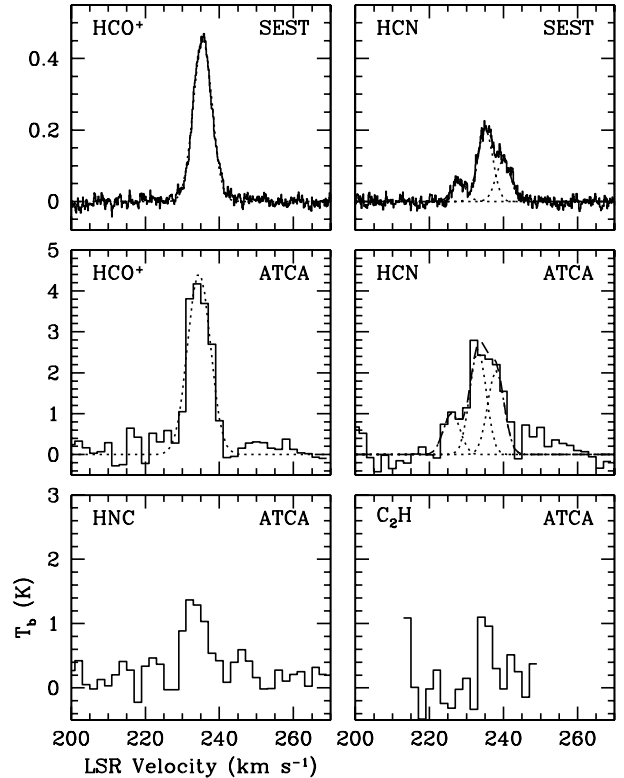 HCO⁺ SEST
HCN SEST
0.4
0.2
0
HCO⁺ ATCA
HCN ATCA
5
4
3
2
1
0
HNC ATCA
C₂H ATCA
3
2
1
0
T_b (K)
200 220 240 260
200 220 240 260
LSR Velocity (km s⁻¹)